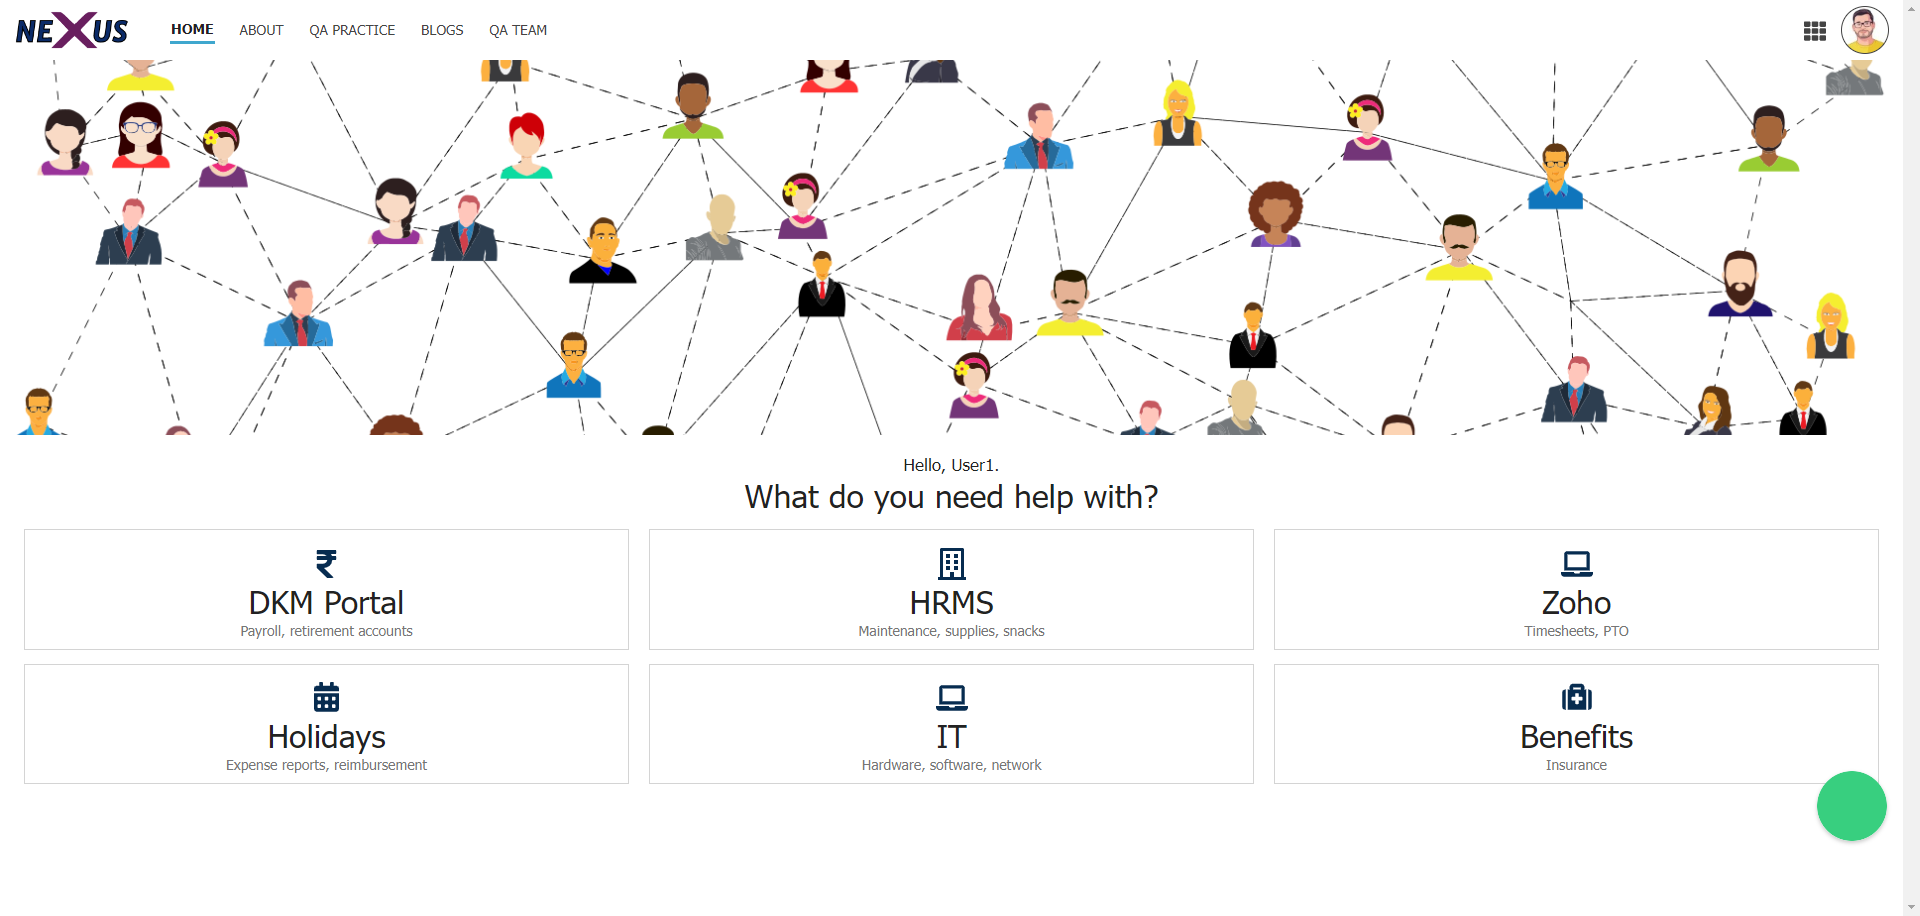 NEXUS
HOME ABOUT QA PRACTICE BLOGS QA TEAM
Hello, User1.
What do you need help with?
DKM Portal
Payroll, retirement accounts
HRMS
Maintenance, supplies, snacks
Zoho
Timesheets, PTO
Holidays
Expense reports, reimbursement
IT
Hardware, software, network
Benefits
Insurance